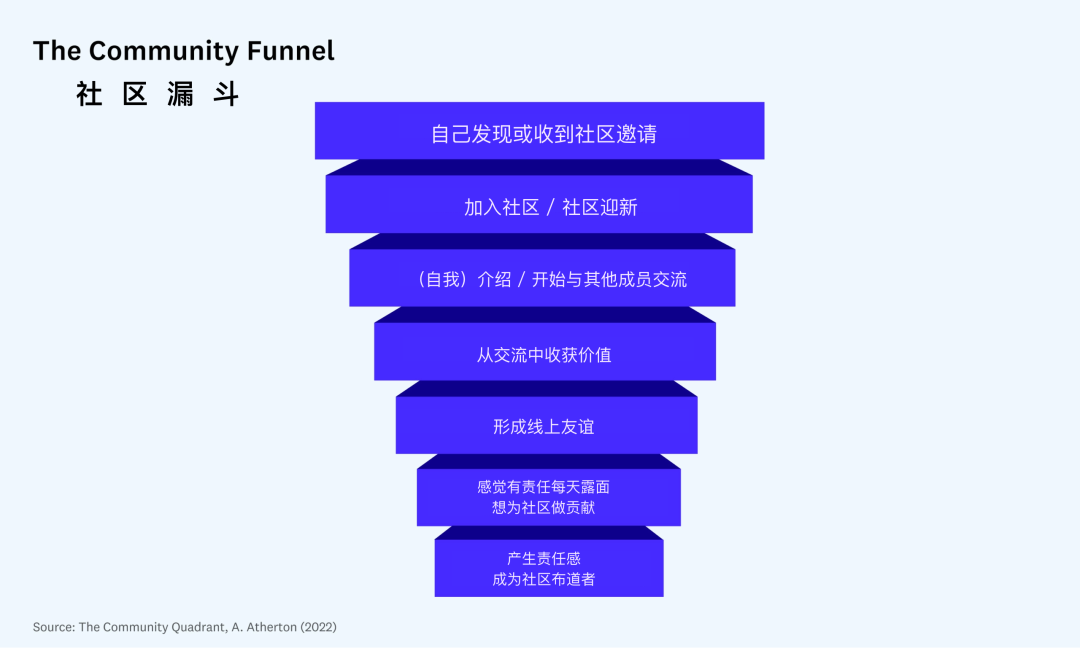 The Community Funnel
社区漏斗
自己发现或收到社区邀请
加入社区 / 社区迎新
（自我）介绍 / 开始与其他成员交流
从交流中收获价值
形成线上友谊
感觉有责任每天露面
想为社区做贡献
产生责任感
成为社区布道者
Source: The Community Quadrant, A. Atherton (2022)